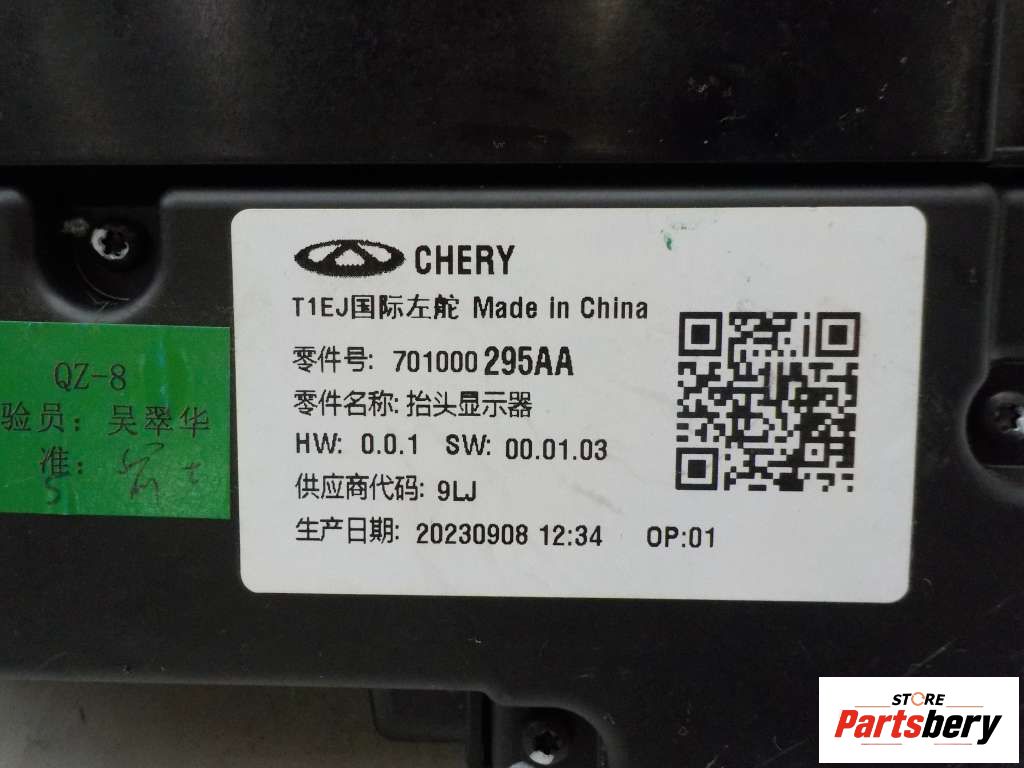 CHERY
T1EJ国际左舵 Made in China
零件号: 701000295AA
零件名称: 抬头显示器
HW: 0.0.1 SW: 00.01.03
供应商代码: 9LJ
生产日期: 20230908 12:34 OP:01
QZ-8
验员: 吴翠华
准:
STORE
Partsbery